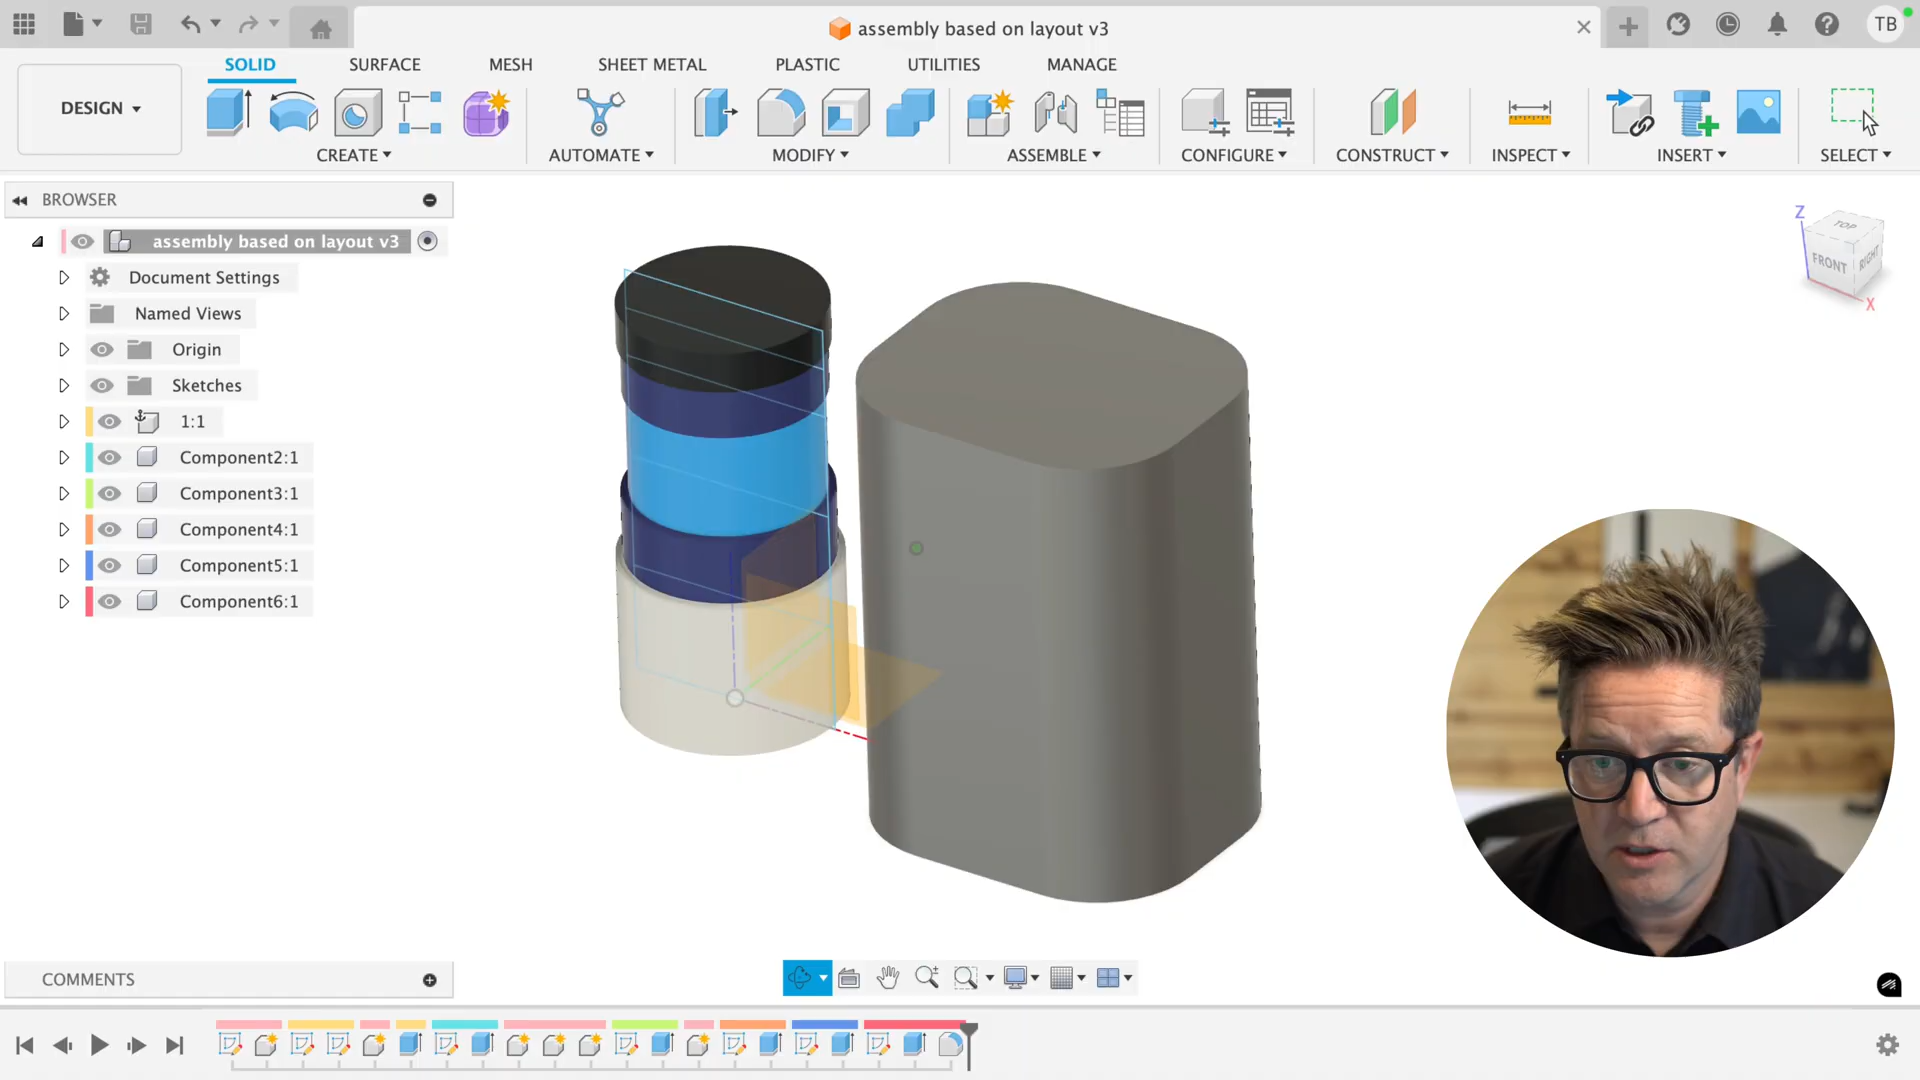 assembly based on layout v3
TB
SOLID
SURFACE
MESH
SHEET METAL
PLASTIC
UTILITIES
MANAGE
DESIGN
CREATE
AUTOMATE
MODIFY
ASSEMBLE
CONFIGURE
CONSTRUCT
INSPECT
INSERT
SELECT
BROWSER
assembly based on layout v3
Document Settings
Named Views
Origin
Sketches
1:1
Component2:1
Component3:1
Component4:1
Component5:1
Component6:1
Z
TOP
FRONT
RIGHT
X
COMMENTS